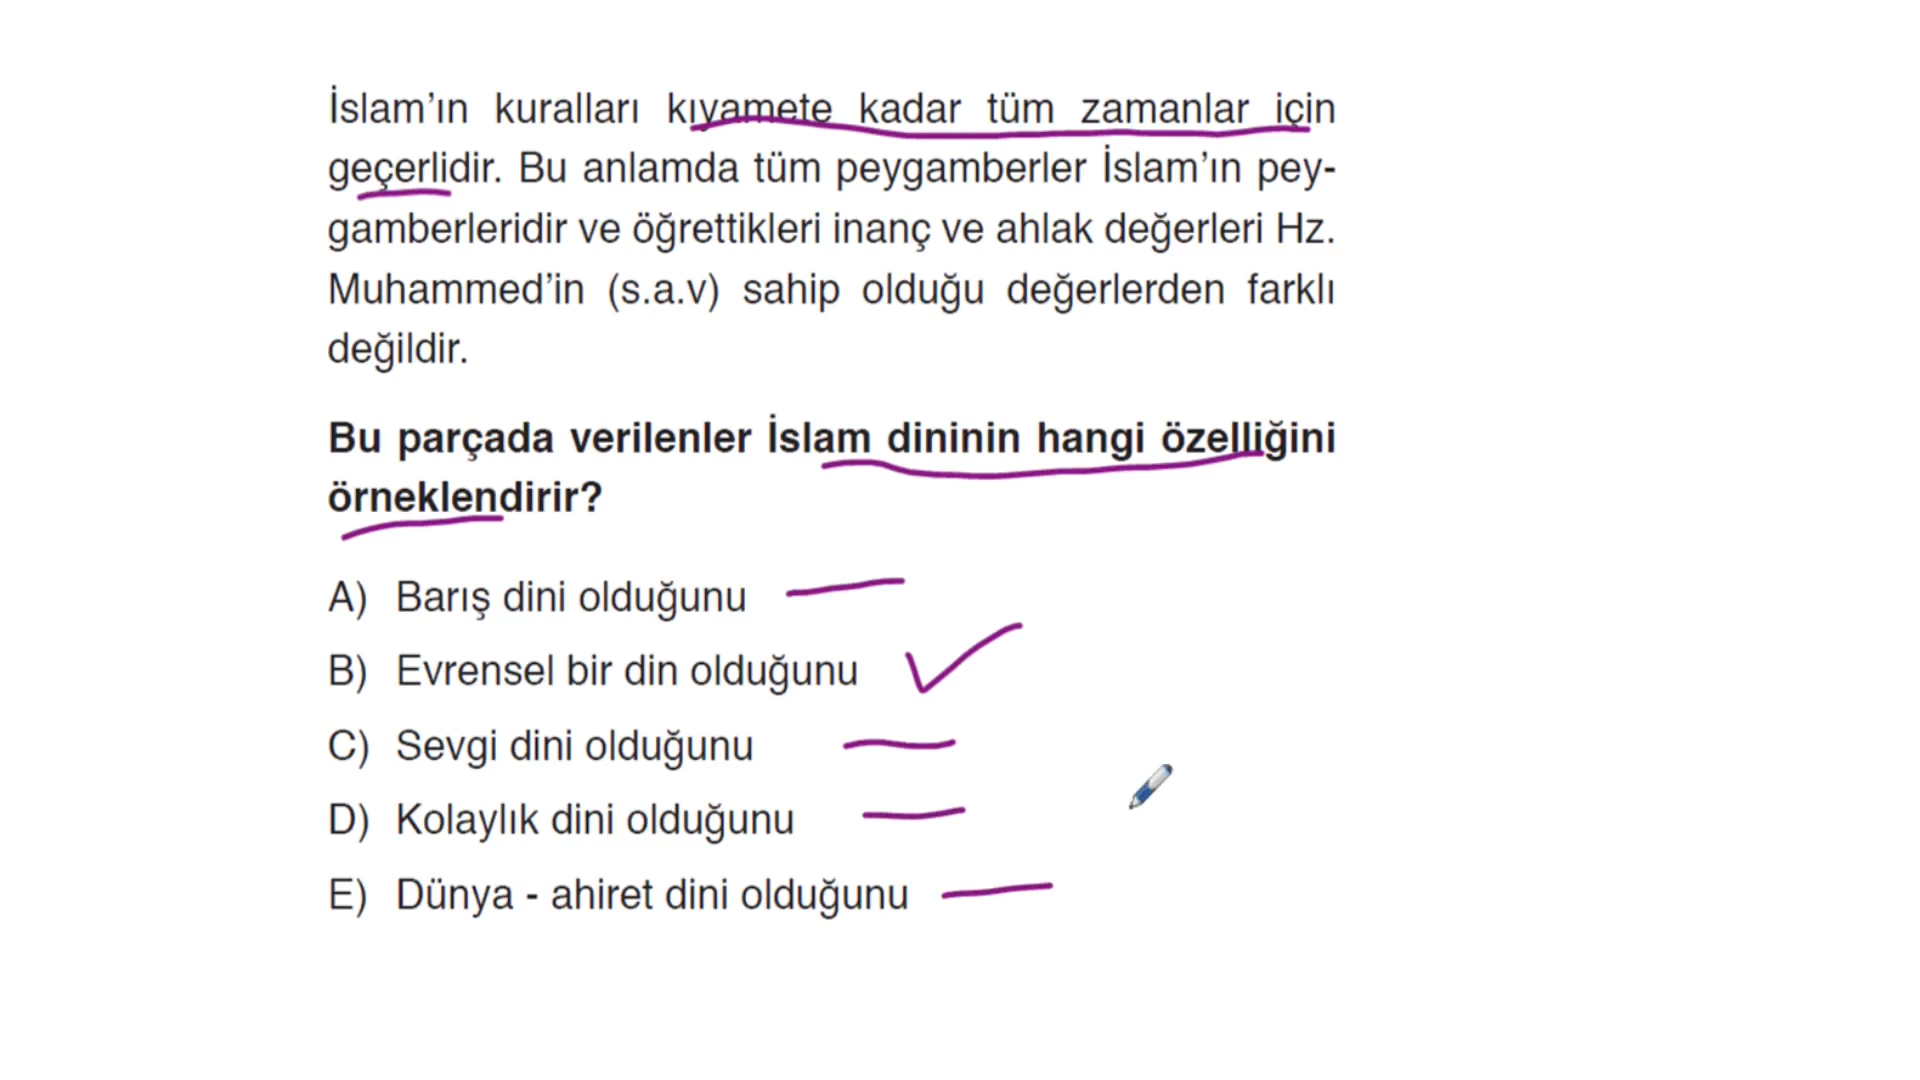 İslam’ın kuralları kıyamete kadar tüm zamanlar için
geçerlidir. Bu anlamda tüm peygamberler İslam’ın pey-
gamberleridir ve öğrettikleri inanç ve ahlak değerleri Hz.
Muhammed’in (s.a.v) sahip olduğu değerlerden farklı
değildir.
Bu parçada verilenler İslam dininin hangi özelliğini
örneklendirir?
A) Barış dini olduğunu
B) Evrensel bir din olduğunu
C) Sevgi dini olduğunu
D) Kolaylık dini olduğunu
E) Dünya - ahiret dini olduğunu